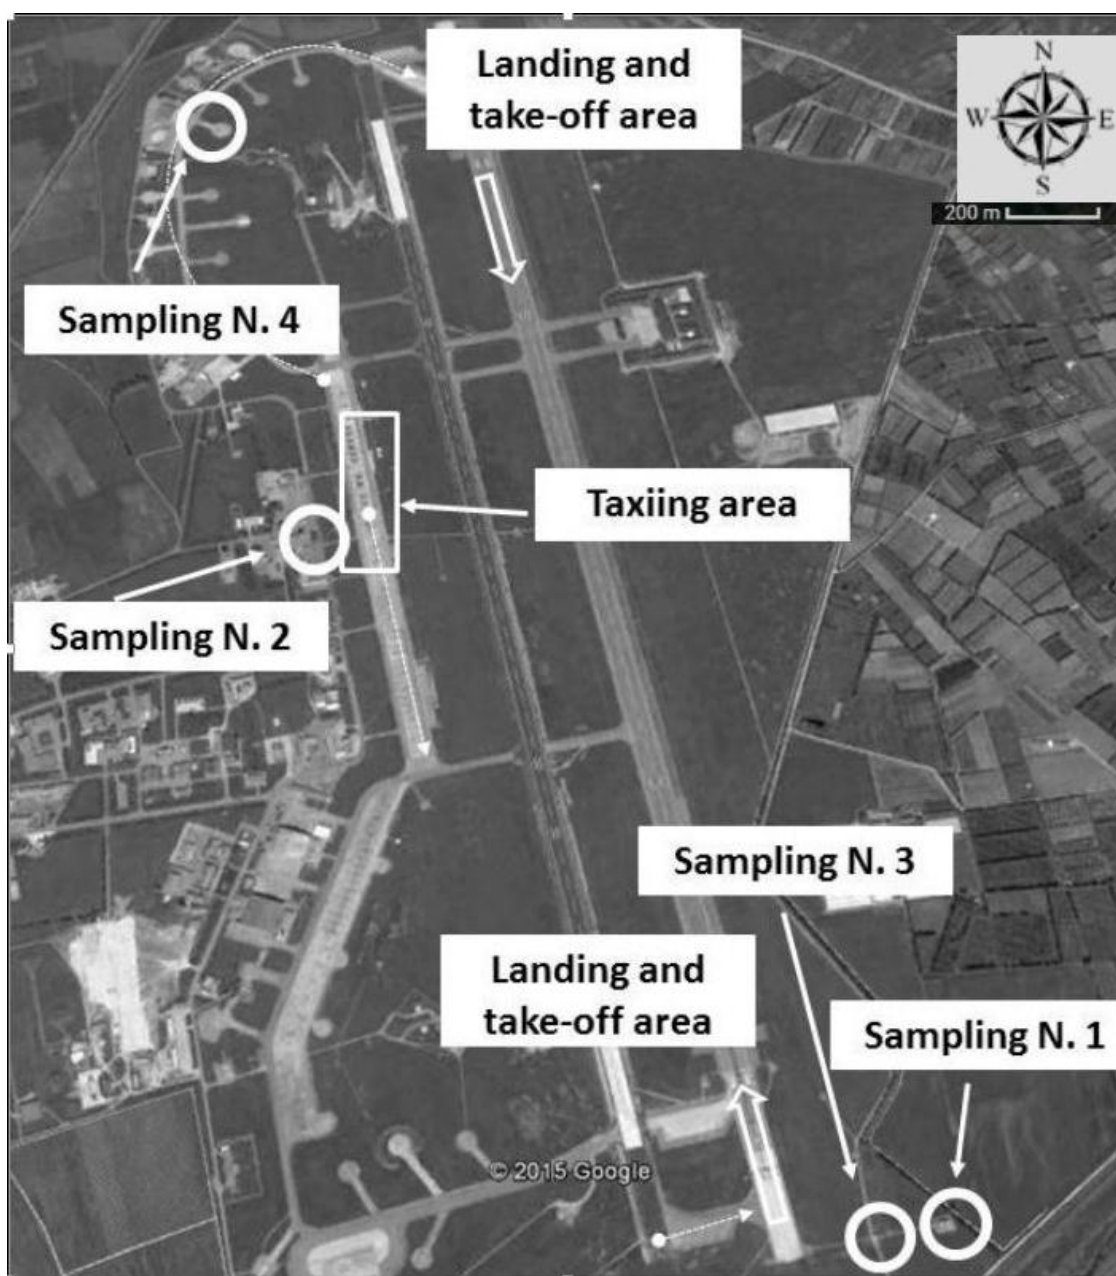 Landing and
take-off area
N
W
E
S
200 m
Sampling N. 4
Taxiing area
Sampling N. 2
Sampling N. 3
Landing and
take-off area
Sampling N. 1
© 2015 Google